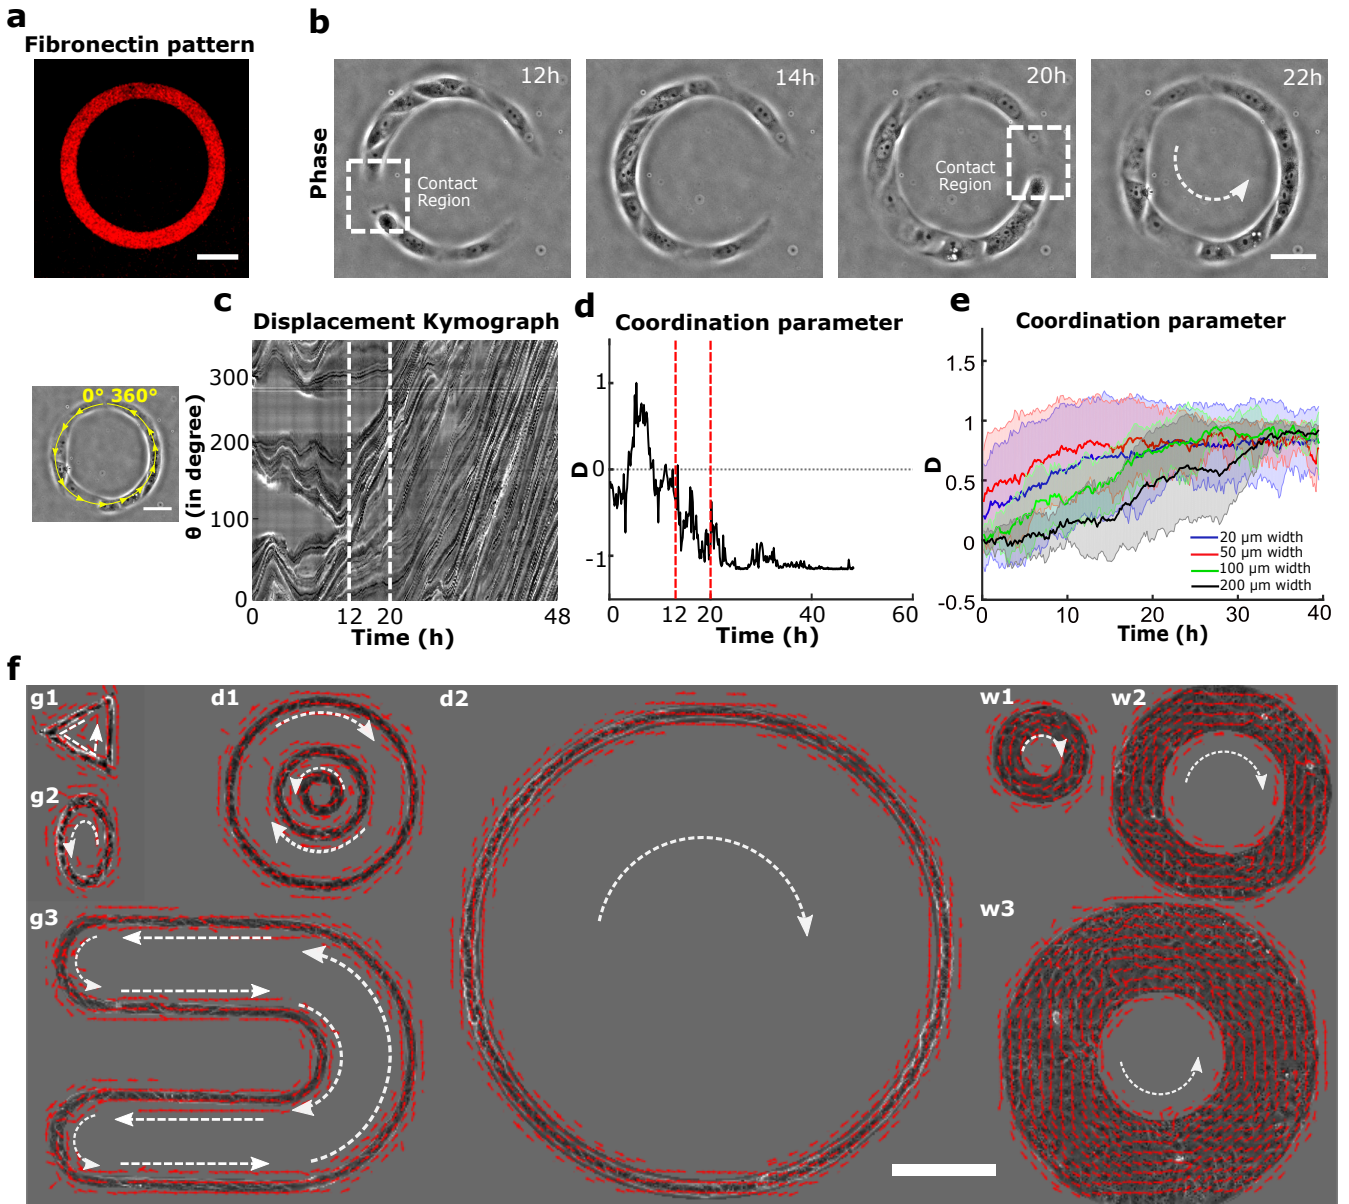 a
Fibronectin pattern
b
Phase
12h
Contact
Region
14h
20h
Contact
Region
22h
0° 360°
c
Displacement Kymograph
θ (in degree)
300
200
100
0
12
20
48
Time (h)
d
Coordination parameter
D
1
0
-1
0
12
20
40
60
Time (h)
e
Coordination parameter
D
1.5
1
0.5
0
-0.5
0
10
20
30
40
Time (h)
20 µm width
50 µm width
100 µm width
200 µm width
f
g1
g2
g3
d1
d2
w1
w2
w3